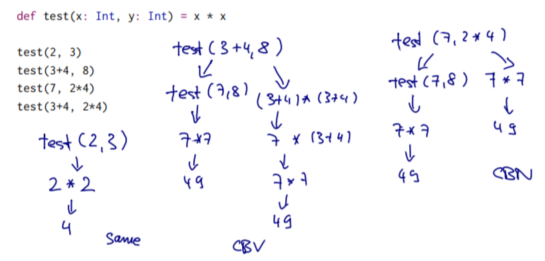 def test(x: Int, y: Int) = x * x
test(2, 3)
test(3+4, 8)
test(7, 2*4)
test(3+4, 2*4)
test (2,3)
2 * 2
4
Same
test (3+4, 8)
test (7,8)
7*7
49
(3+4) * (3+4)
7 * (3+4)
7*7
49
CBV
test (7, 2*4)
test (7,8)
7*7
49
7*7
49
CBN